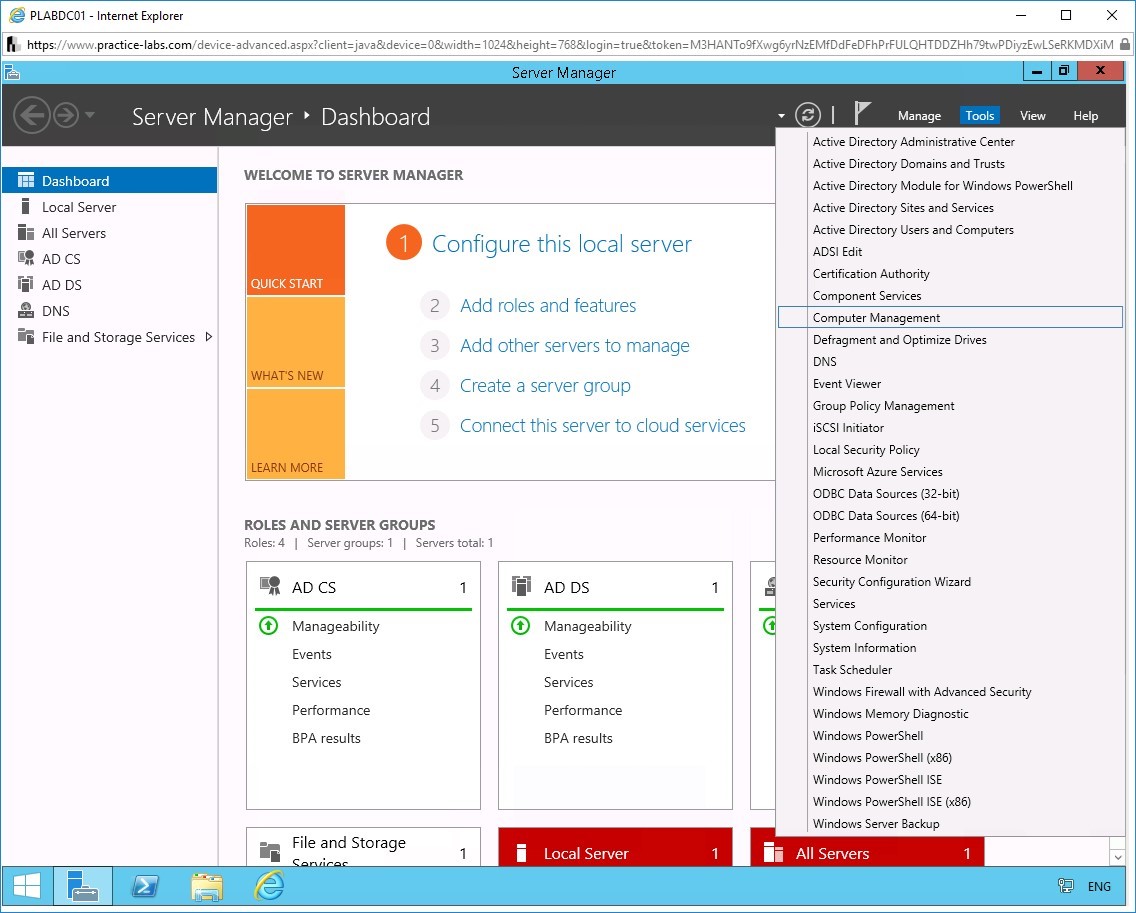 PLABDC01 - Internet Explorer
https://www.practice-labs.com/device-advanced.aspx?client=java&device=0&width=1024&height=768&login=true&token=M3HANTo9fXwg6yrNzEMfDdFeDFhPrFULQHTDDZHh79twPDiyzEwLSeRKMDXiM
Server Manager
Server Manager ‣ Dashboard
Manage Tools View Help
Dashboard
Local Server
All Servers
AD CS
AD DS
DNS
File and Storage Services
WELCOME TO SERVER MANAGER
QUICK START
WHAT'S NEW
LEARN MORE
1 Configure this local server
2 Add roles and features
3 Add other servers to manage
4 Create a server group
5 Connect this server to cloud services
ROLES AND SERVER GROUPS
Roles: 4 | Server groups: 1 | Servers total: 1
AD CS 1
Manageability
Events
Services
Performance
BPA results
AD DS 1
Manageability
Events
Services
Performance
BPA results
File and Storage 1
Services
Local Server 1
All Servers 1
Active Directory Administrative Center
Active Directory Domains and Trusts
Active Directory Module for Windows PowerShell
Active Directory Sites and Services
Active Directory Users and Computers
ADSI Edit
Certification Authority
Component Services
Computer Management
Defragment and Optimize Drives
DNS
Event Viewer
Group Policy Management
iSCSI Initiator
Local Security Policy
Microsoft Azure Services
ODBC Data Sources (32-bit)
ODBC Data Sources (64-bit)
Performance Monitor
Resource Monitor
Security Configuration Wizard
Services
System Configuration
System Information
Task Scheduler
Windows Firewall with Advanced Security
Windows Memory Diagnostic
Windows PowerShell
Windows PowerShell (x86)
Windows PowerShell ISE
Windows PowerShell ISE (x86)
Windows Server Backup
ENG